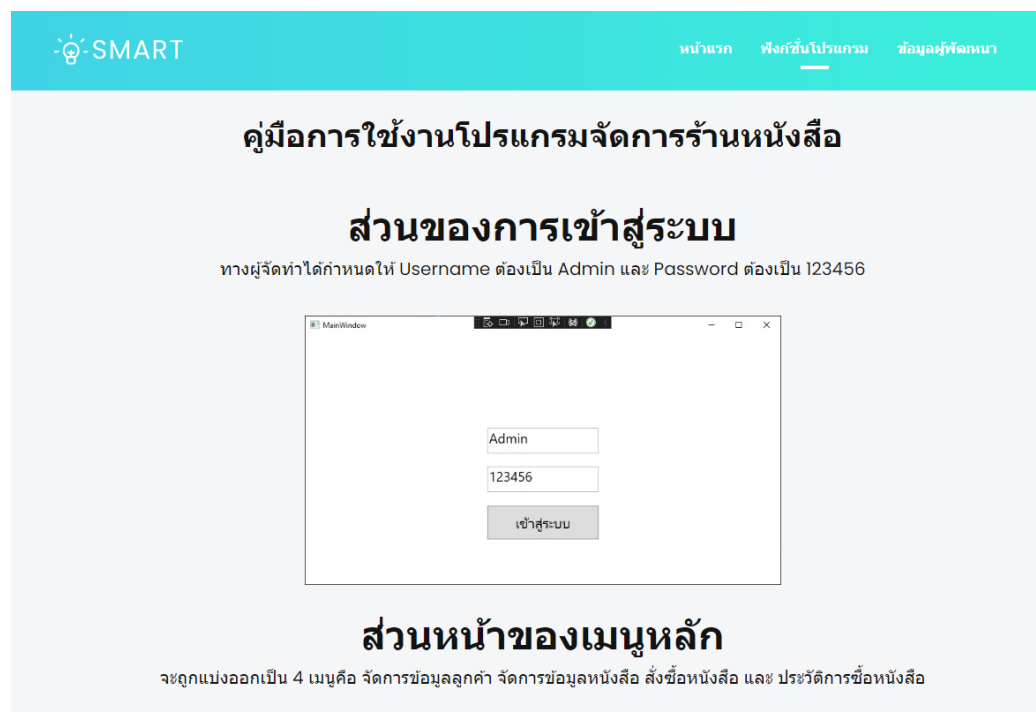 SMART
หน้าแรก ฟังก์ชั่นโปรแกรม ข้อมูลผู้พัฒนา
คู่มือการใช้งานโปรแกรมจัดการร้านหนังสือ
ส่วนของการเข้าสู่ระบบ
ทางผู้จัดทำได้กำหนดให้ Username ต้องเป็น Admin และ Password ต้องเป็น 123456
MainWindow
Admin
123456
เข้าสู่ระบบ
ส่วนหน้าของเมนูหลัก
จะถูกแบ่งออกเป็น 4 เมนูคือ จัดการข้อมูลลูกค้า จัดการข้อมูลหนังสือ สั่งซื้อหนังสือ และ ประวัติการซื้อหนังสือ